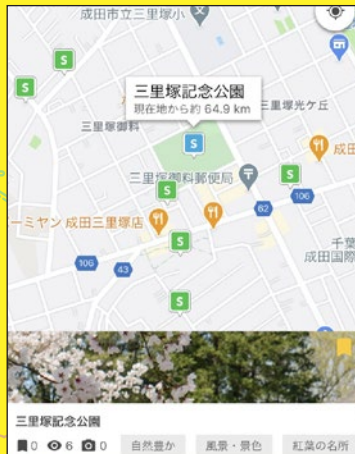 成田市立三里塚小
S
S
三里塚記念公園
現在地から約 64.9 km
三里塚光ケ丘
三里塚御料
S
成田
三里塚御料郵便局
S
S
106
ーミヤン 成田三里塚店
62
S
千葉
成田国際
106
43
S
三里塚記念公園
0 6 0 自然豊か 風景・景色 紅葉の名所